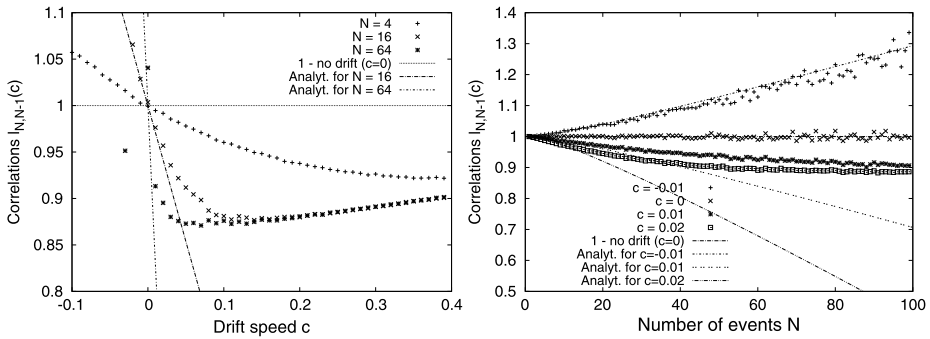 1.1
1.05
1
0.95
0.9
0.85
0.8
Correlations l_{N,N-1}(c)
N = 4
N = 16
N = 64
1 - no drift (c=0)
Analyt. for N = 16
Analyt. for N = 64
-0.1
0
0.1
0.2
0.3
0.4
Drift speed c
1.4
1.3
1.2
1.1
1
0.9
0.8
0.7
0.6
0.5
Correlations l_{N,N-1}(c)
c = -0.01
c = 0
c = 0.01
c = 0.02
1 - no drift (c=0)
Analyt. for c=-0.01
Analyt. for c=0.01
Analyt. for c=0.02
0
20
40
60
80
100
Number of events N